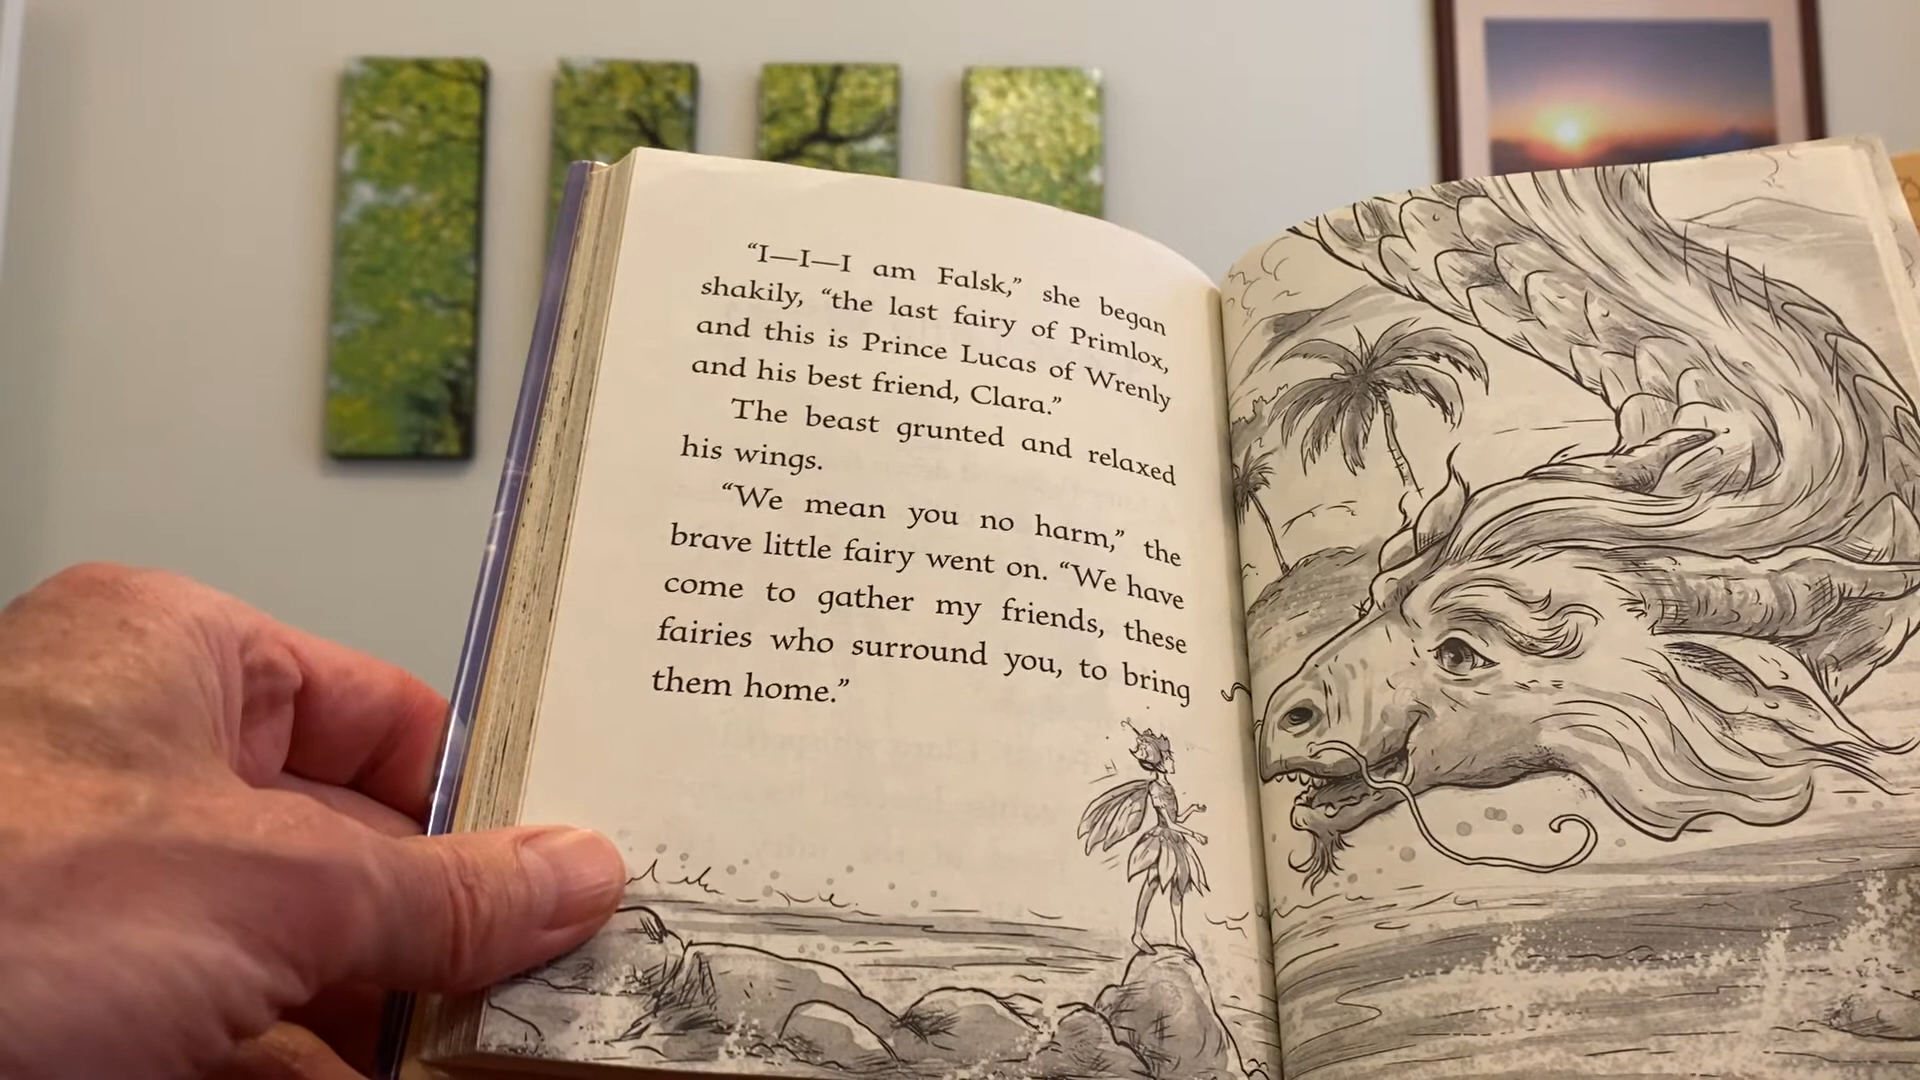 “I—I—I am Falsk,” she began
shakily, “the last fairy of Primlox,
and this is Prince Lucas of Wrenly
and his best friend, Clara.”
The beast grunted and relaxed
his wings.
“We mean you no harm,” the
brave little fairy went on. “We have
come to gather my friends, these
fairies who surround you, to bring
them home.”